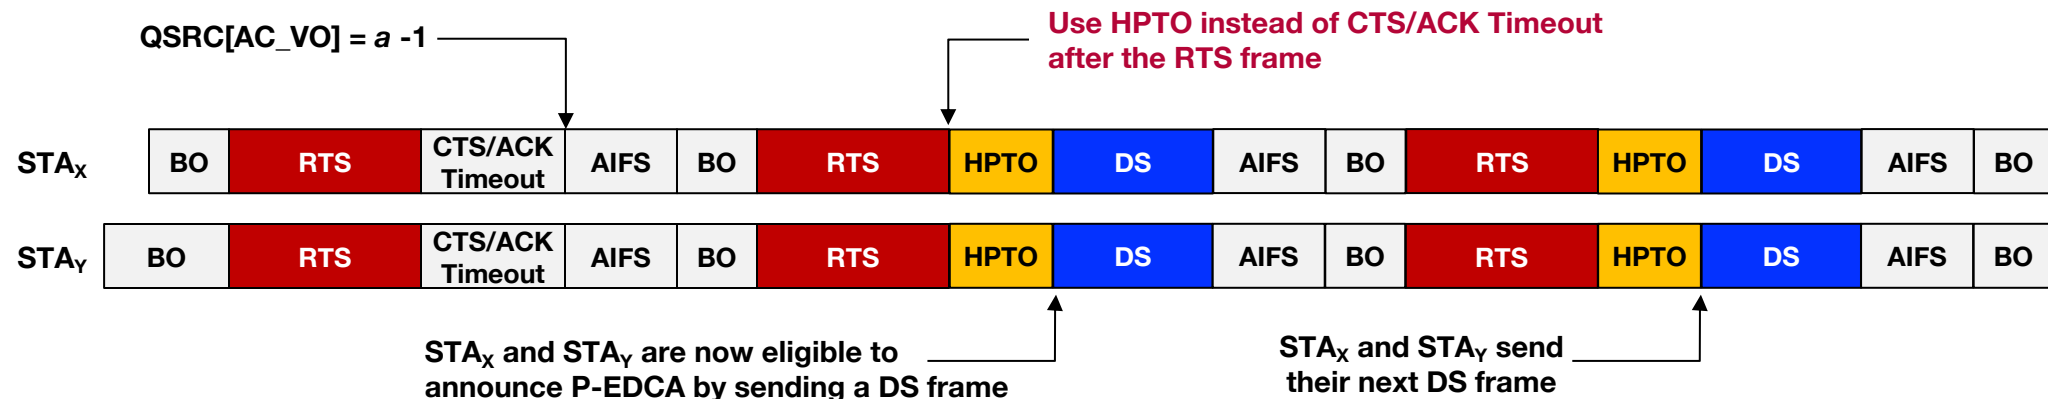 QSRC[AC_VO] = a -1
Use HPTO instead of CTS/ACK Timeout
after the RTS frame
STAX BO RTS CTS/ACK Timeout AIFS BO RTS HPTO DS AIFS BO RTS HPTO DS AIFS BO
STAY BO RTS CTS/ACK Timeout AIFS BO RTS HPTO DS AIFS BO RTS HPTO DS AIFS BO
STAX and STAY are now eligible to
announce P-EDCA by sending a DS frame
STAX and STAY send
their next DS frame